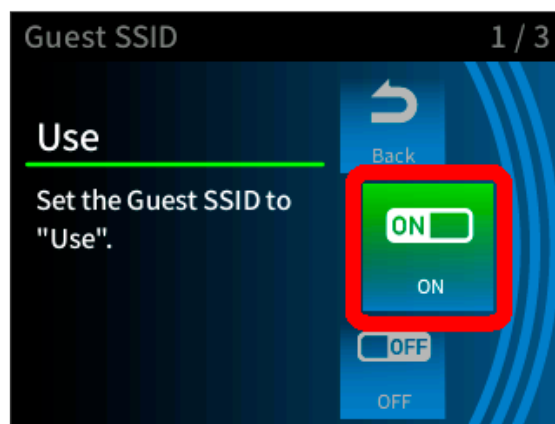 Guest SSID
1 / 3
Use
Set the Guest SSID to
"Use".
Back
ON
ON
OFF
OFF